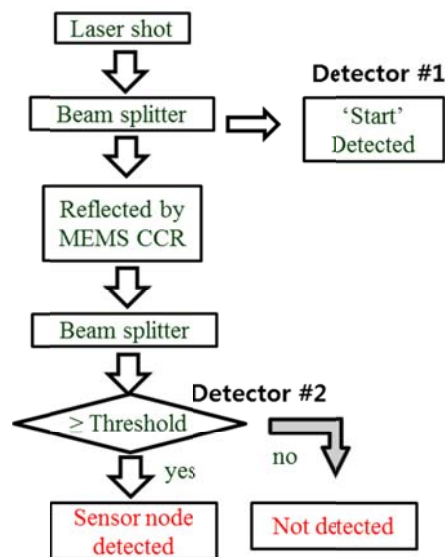 Laser shot
Detector #1
Beam splitter
‘Start’
Detected
Reflected by
MEMS CCR
Beam splitter
Detector #2
≥ Threshold
yes
no
Sensor node
detected
Not detected